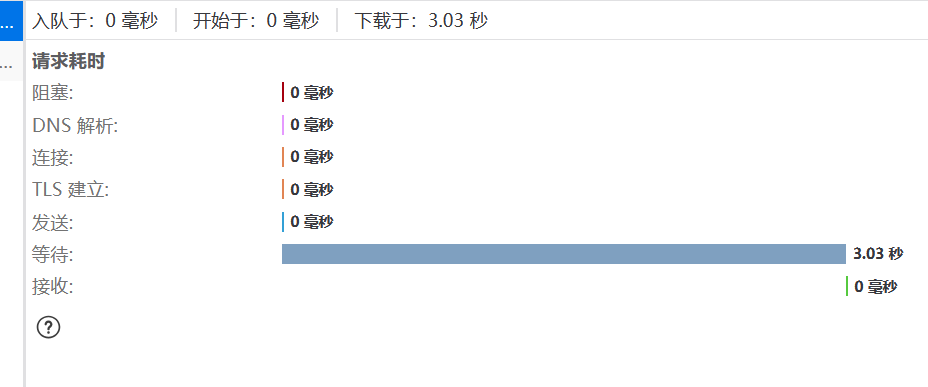 ... 入队于: 0 毫秒 开始于: 0 毫秒 下载于: 3.03 秒
请求耗时
... 阻塞: 0 毫秒
DNS 解析: 0 毫秒
连接: 0 毫秒
TLS 建立: 0 毫秒
发送: 0 毫秒
等待: 3.03 秒
接收: 0 毫秒
?